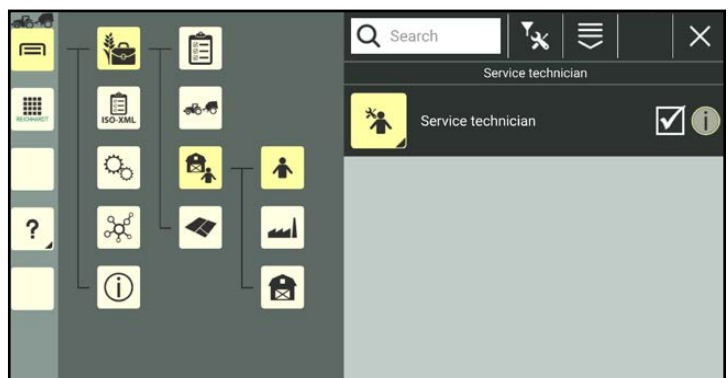 Search
Service technician
REICHHARDT
ISO-XML
Service technician
?